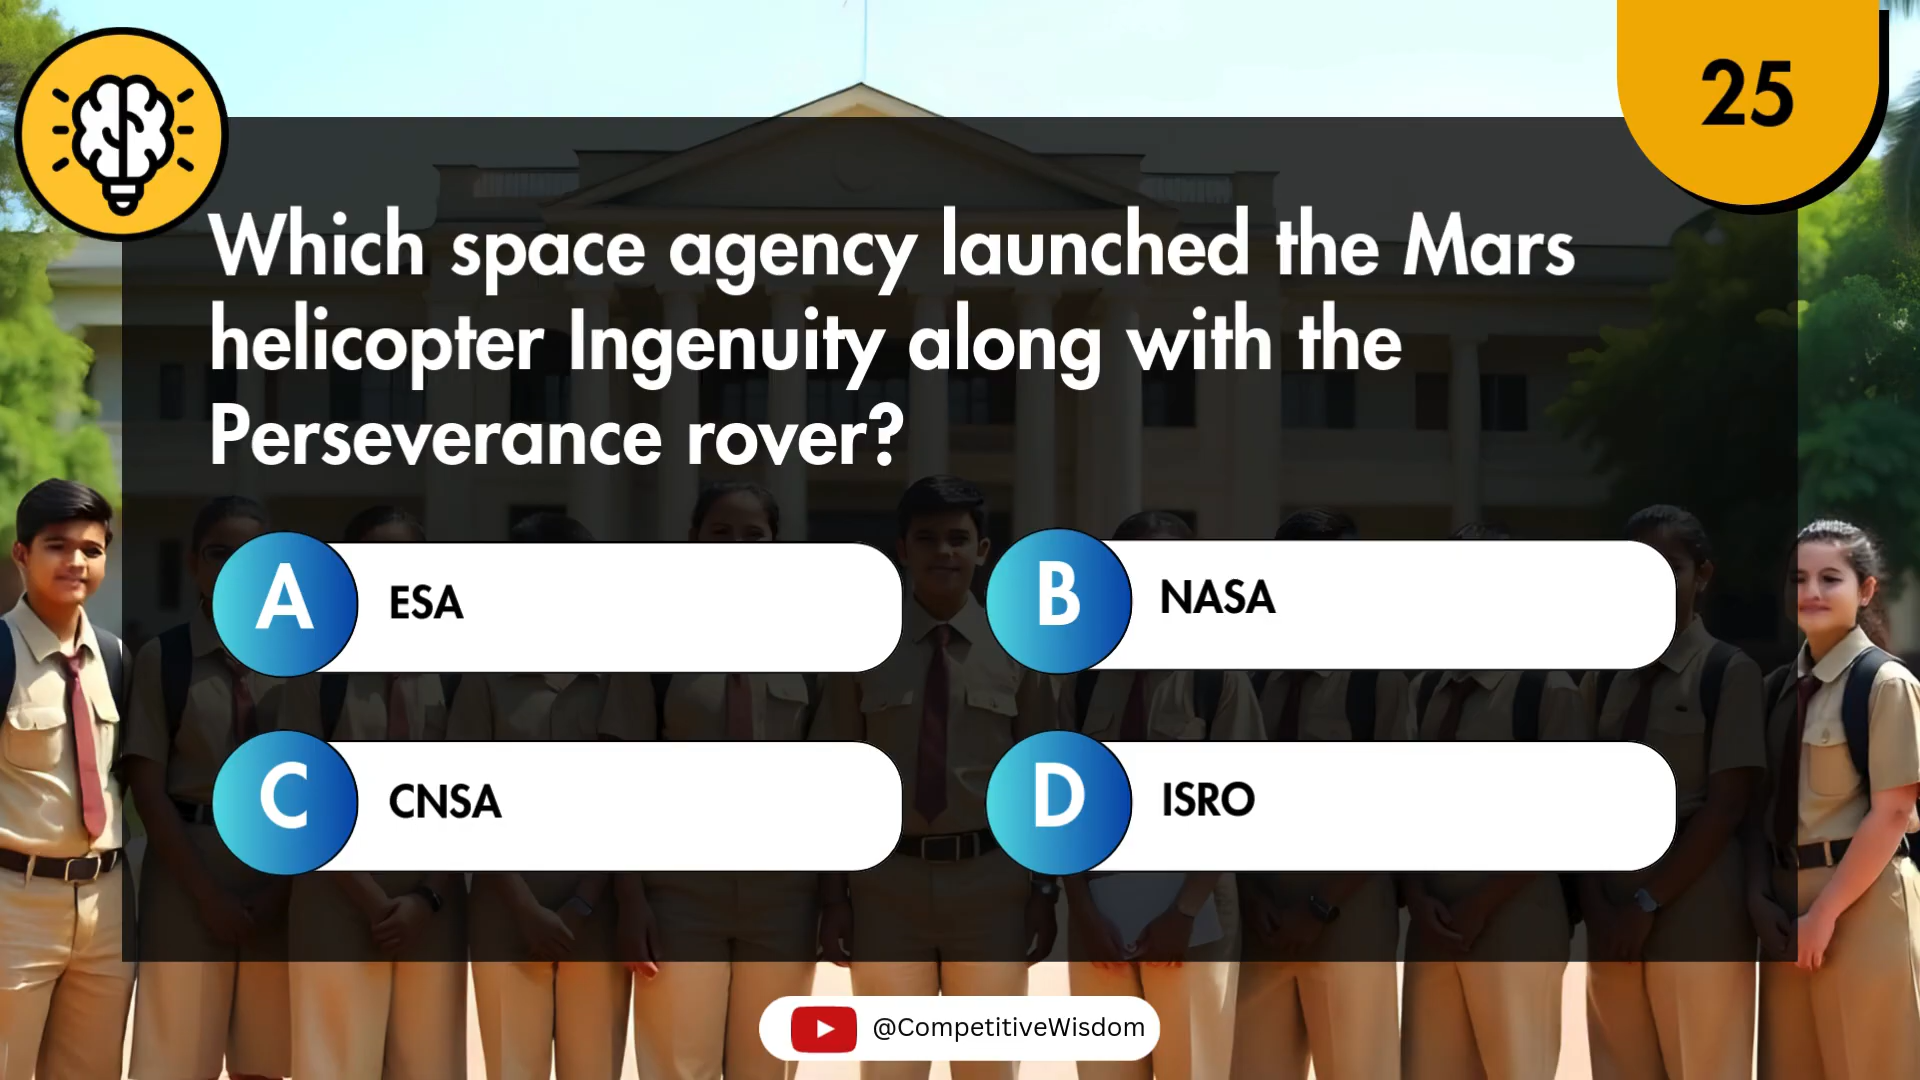 25
Which space agency launched the Mars
helicopter Ingenuity along with the
Perseverance rover?
A ESA
B NASA
C CNSA
D ISRO
@CompetitiveWisdom